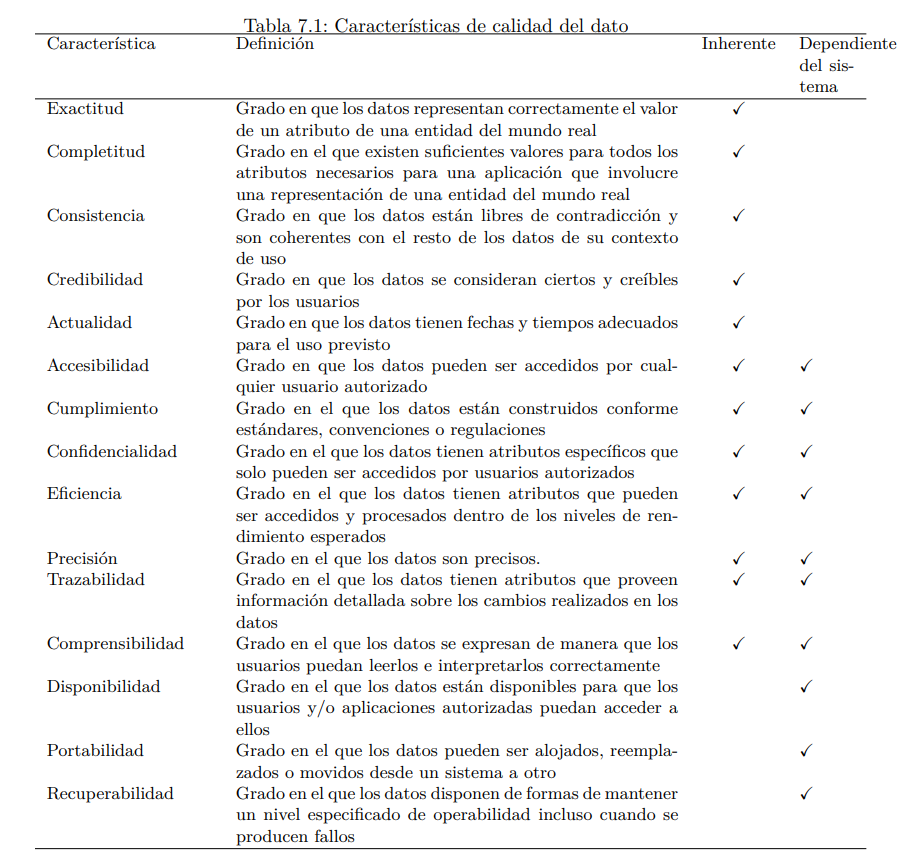 Tabla 7.1: Características de calidad del dato
Característica Definición Inherente Dependiente
del sis-
tema
Exactitud Grado en que los datos representan correctamente el valor ✓
de un atributo de una entidad del mundo real
Completitud Grado en el que existen suficientes valores para todos los ✓
atributos necesarios para una aplicación que involucre
una representación de una entidad del mundo real
Consistencia Grado en que los datos están libres de contradicción y ✓
son coherentes con el resto de los datos de su contexto
de uso
Credibilidad Grado en que los datos se consideran ciertos y creíbles ✓
por los usuarios
Actualidad Grado en que los datos tienen fechas y tiempos adecuados ✓
para el uso previsto
Accesibilidad Grado en que los datos pueden ser accedidos por cual- ✓ ✓
quier usuario autorizado
Cumplimiento Grado en el que los datos están construidos conforme ✓ ✓
estándares, convenciones o regulaciones
Confidencialidad Grado en el que los datos tienen atributos específicos que ✓ ✓
solo pueden ser accedidos por usuarios autorizados
Eficiencia Grado en el que los datos tienen atributos que pueden ✓ ✓
ser accedidos y procesados dentro de los niveles de ren-
dimiento esperados
Precisión Grado en el que los datos son precisos. ✓ ✓
Trazabilidad Grado en el que los datos tienen atributos que proveen ✓ ✓
información detallada sobre los cambios realizados en los
datos
Comprensibilidad Grado en el que los datos se expresan de manera que los ✓ ✓
usuarios puedan leerlos e interpretarlos correctamente
Disponibilidad Grado en el que los datos están disponibles para que los ✓
usuarios y/o aplicaciones autorizadas puedan acceder a
ellos
Portabilidad Grado en el que los datos pueden ser alojados, reempla- ✓
zados o movidos desde un sistema a otro
Recuperabilidad Grado en el que los datos disponen de formas de mantener ✓
un nivel especificado de operabilidad incluso cuando se
producen fallos